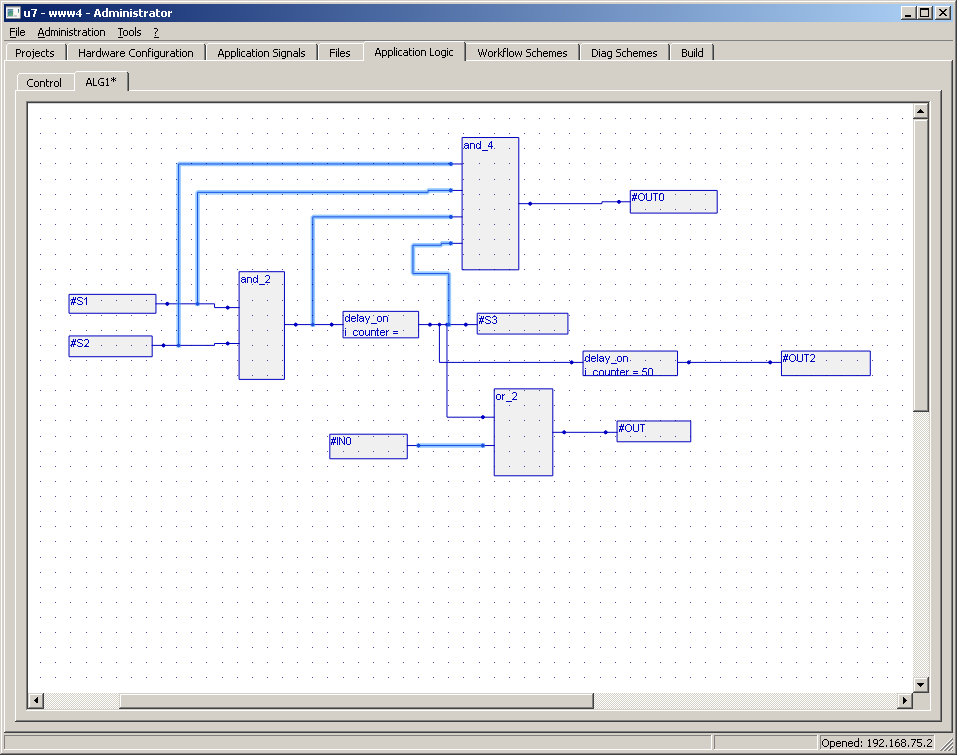 u7 - www4 - Administrator
File Administration Tools ?
Projects Hardware Configuration Application Signals Files Application Logic Workflow Schemes Diag Schemes Build
Control ALG1*
and_4
#OUT0
and_2
#S1
delay_on
i_counter =
#S3
#S2
delay_on
i_counter = 50
#OUT2
or_2
#IN0
#OUT
Opened: 192.168.75.2